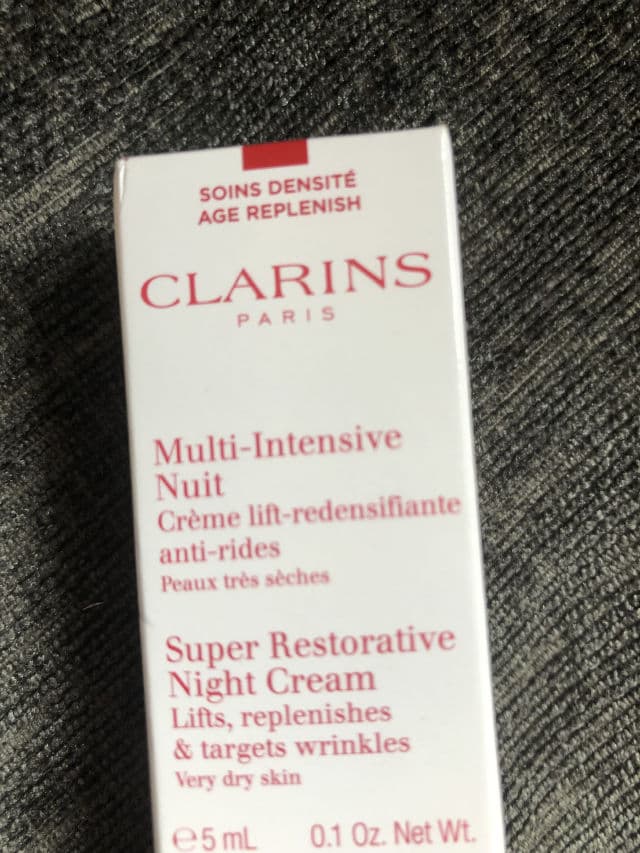 SOINS DENSITÉ
AGE REPLENISH
CLARINS
PARIS
Multi-Intensive
Nuit
Crème lift-redensifiante
anti-rides
Peaux très sèches
Super Restorative
Night Cream
Lifts, replenishes
& targets wrinkles
Very dry skin
℮5 mL 0.1 Oz. Net Wt.